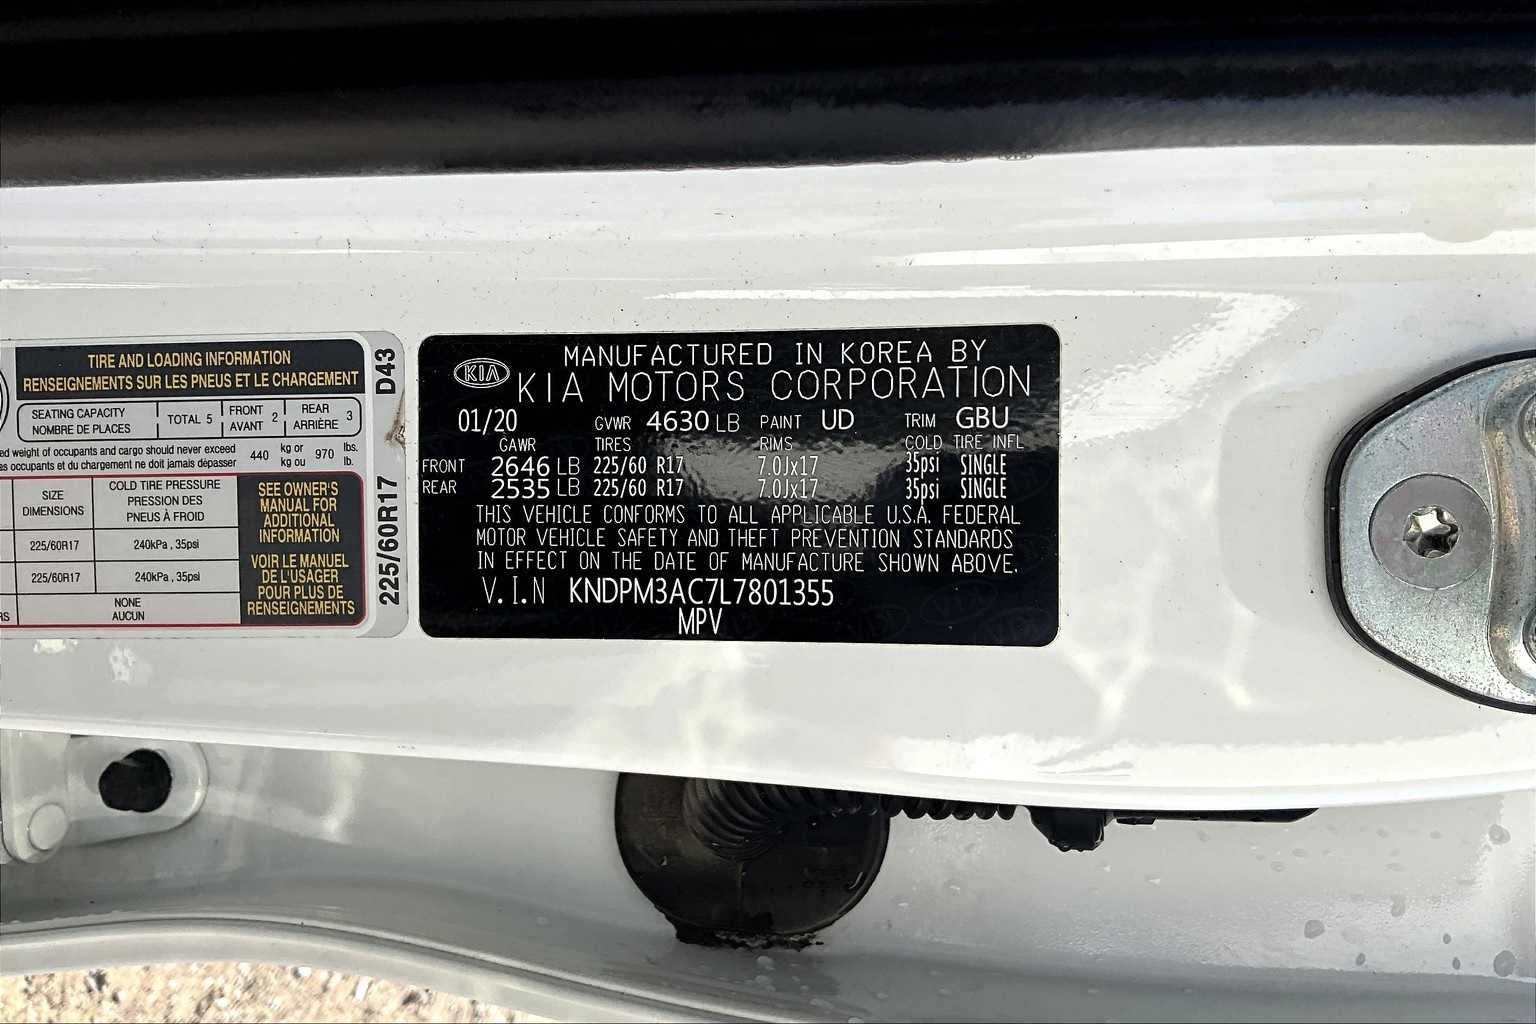 TIRE AND LOADING INFORMATION
RENSEIGNEMENTS SUR LES PNEUS ET LE CHARGEMENT
SEATING CAPACITY
NOMBRE DE PLACES
TOTAL 5
FRONT
AVANT 2
REAR
ARRIÈRE 3
weight of occupants and cargo should never exceed
occupants et du chargement ne doit jamais dépasser
440 kg or 970 lbs.
kg ou lb.
SIZE
DIMENSIONS
COLD TIRE PRESSURE
PRESSION DES
PNEUS À FROID
225/60R17 240kPa , 35psi
225/60R17 240kPa , 35psi
NONE
AUCUN
SEE OWNER'S
MANUAL FOR
ADDITIONAL
INFORMATION
VOIR LE MANUEL
DE L'USAGER
POUR PLUS DE
RENSEIGNEMENTS
225/60R17 D43
KIA
MANUFACTURED IN KOREA BY
KIA MOTORS CORPORATION
01/20 GVWR 4630 LB PAINT UD TRIM GBU
GAWR TIRES RIMS COLD TIRE INFL
FRONT 2646 LB 225/60 R17 7.0Jx17 35psi SINGLE
REAR 2535 LB 225/60 R17 7.0Jx17 35psi SINGLE
THIS VEHICLE CONFORMS TO ALL APPLICABLE U.S.A. FEDERAL
MOTOR VEHICLE SAFETY AND THEFT PREVENTION STANDARDS
IN EFFECT ON THE DATE OF MANUFACTURE SHOWN ABOVE.
V.I.N KNDPM3AC7L7801355
MPV